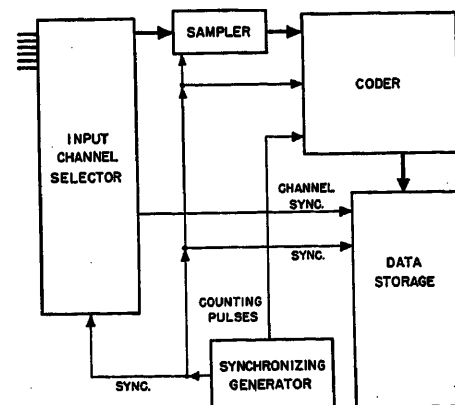 SAMPLER
CODER
INPUT
CHANNEL
SELECTOR
CHANNEL
SYNC.
SYNC.
DATA
STORAGE
COUNTING
PULSES
SYNCHRONIZING
GENERATOR
SYNC.